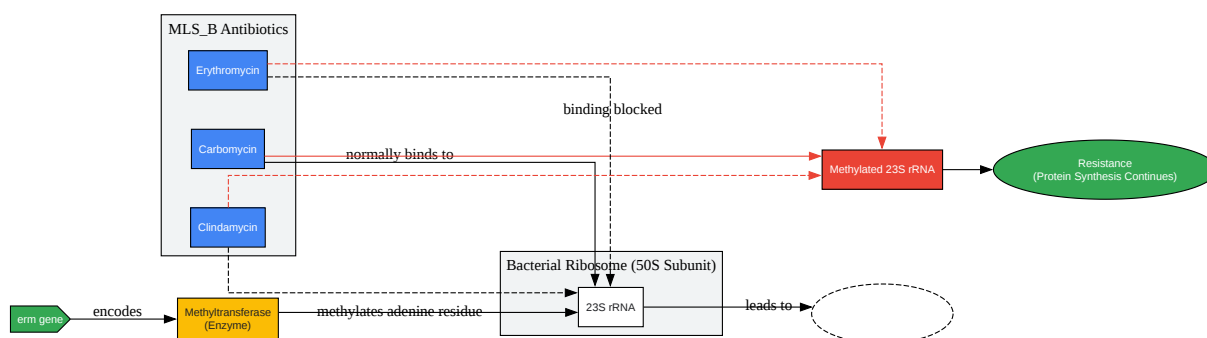 MLS_B Antibiotics
Erythromycin
binding blocked
Carbomycin
normally binds to
Methylated 23S rRNA
Resistance
(Protein Synthesis Continues)
Clindamycin
Bacterial Ribosome (50S Subunit)
erm gene
encodes
Methyltransferase
(Enzyme)
methylates adenine residue
23S rRNA
leads to